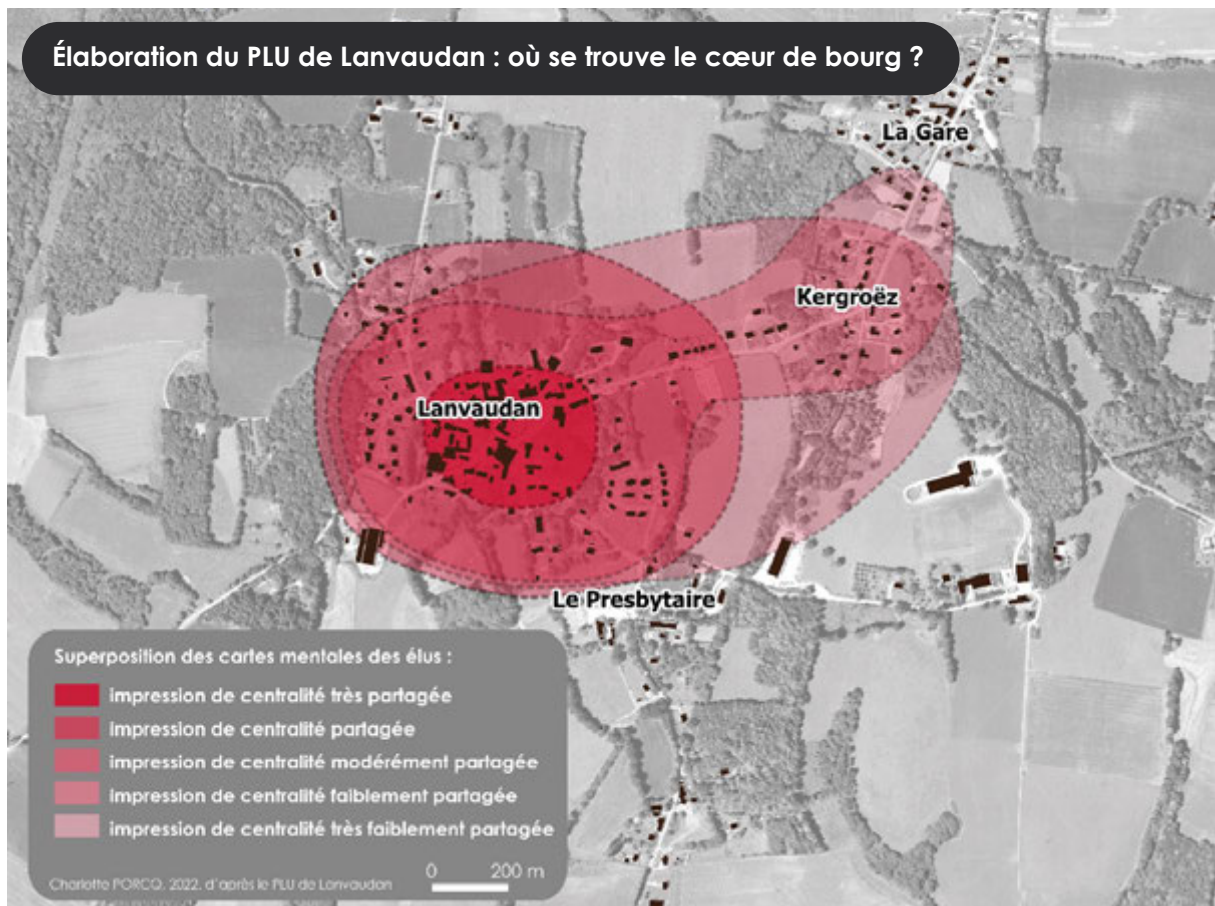 Élaboration du PLU de Lanvaudan : où se trouve le cœur de bourg ?
La Gare
Kergroëz
Lanvaudan
Le Presbytaire
Superposition des cartes mentales des élus :
impression de centralité très partagée
impression de centralité partagée
impression de centralité modérément partagée
impression de centralité faiblement partagée
impression de centralité très faiblement partagée
0 200 m
Charlotte PORCQ, 2022, d'après le PLU de Lanvaudan